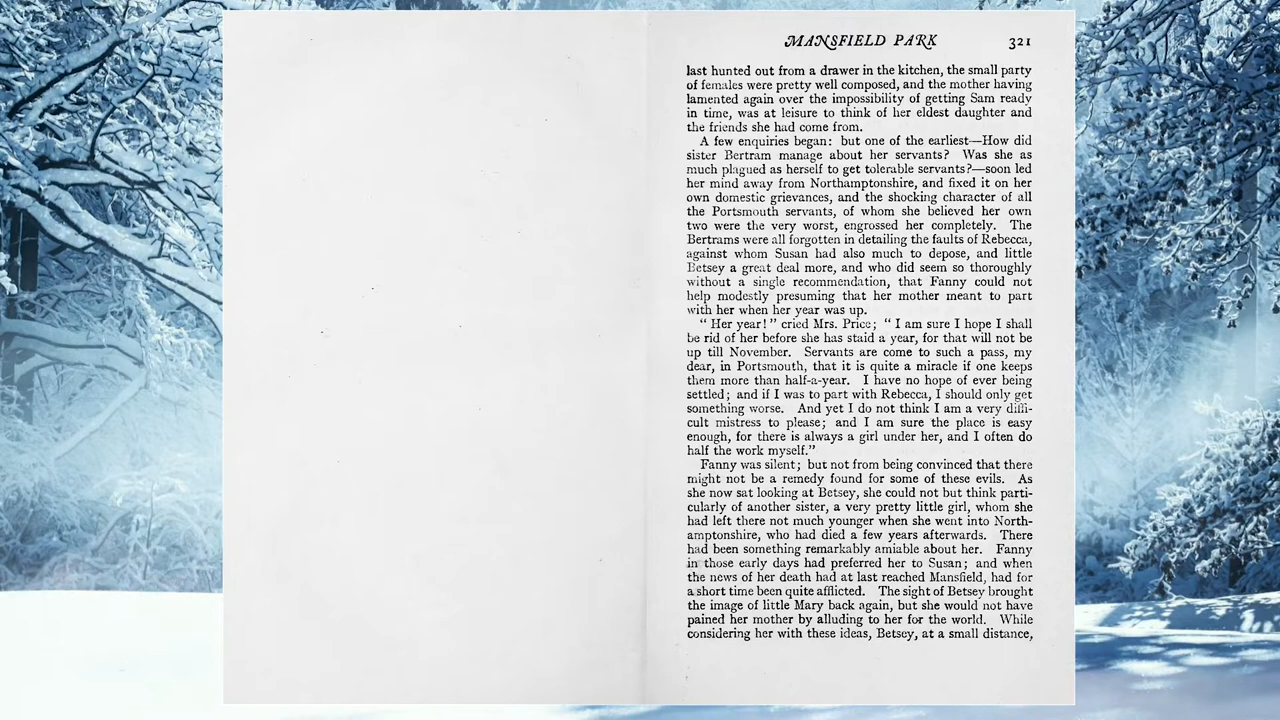 MANSFIELD PARK 321
last hunted out from a drawer in the kitchen, the small party
of females were pretty well composed, and the mother having
lamented again over the impossibility of getting Sam ready
in time, was at leisure to think of her eldest daughter and
the friends she had come from.
A few enquiries began: but one of the earliest—How did
sister Bertram manage about her servants? Was she as
much plagued as herself to get tolerable servants?—soon led
her mind away from Northamptonshire, and fixed it on her
own domestic grievances, and the shocking character of all
the Portsmouth servants, of whom she believed her own
two were the very worst, engrossed her completely. The
Bertrams were all forgotten in detailing the faults of Rebecca,
against whom Susan had also much to depose, and little
Betsey a great deal more, and who did seem so thoroughly
without a single recommendation, that Fanny could not
help modestly presuming that her mother meant to part
with her when her year was up.
“ Her year! ” cried Mrs. Price; “ I am sure I hope I shall
be rid of her before she has staid a year, for that will not be
up till November. Servants are come to such a pass, my
dear, in Portsmouth, that it is quite a miracle if one keeps
them more than half-a-year. I have no hope of ever being
settled; and if I was to part with Rebecca, I should only get
something worse. And yet I do not think I am a very diffi-
cult mistress to please; and I am sure the place is easy
enough, for there is always a girl under her, and I often do
half the work myself.”
Fanny was silent; but not from being convinced that there
might not be a remedy found for some of these evils. As
she now sat looking at Betsey, she could not but think parti-
cularly of another sister, a very pretty little girl, whom she
had left there not much younger when she went into North-
amptonshire, who had died a few years afterwards. There
had been something remarkably amiable about her. Fanny
in those early days had preferred her to Susan; and when
the news of her death had at last reached Mansfield, had for
a short time been quite afflicted. The sight of Betsey brought
the image of little Mary back again, but she would not have
pained her mother by alluding to her for the world. While
considering her with these ideas, Betsey, at a small distance,